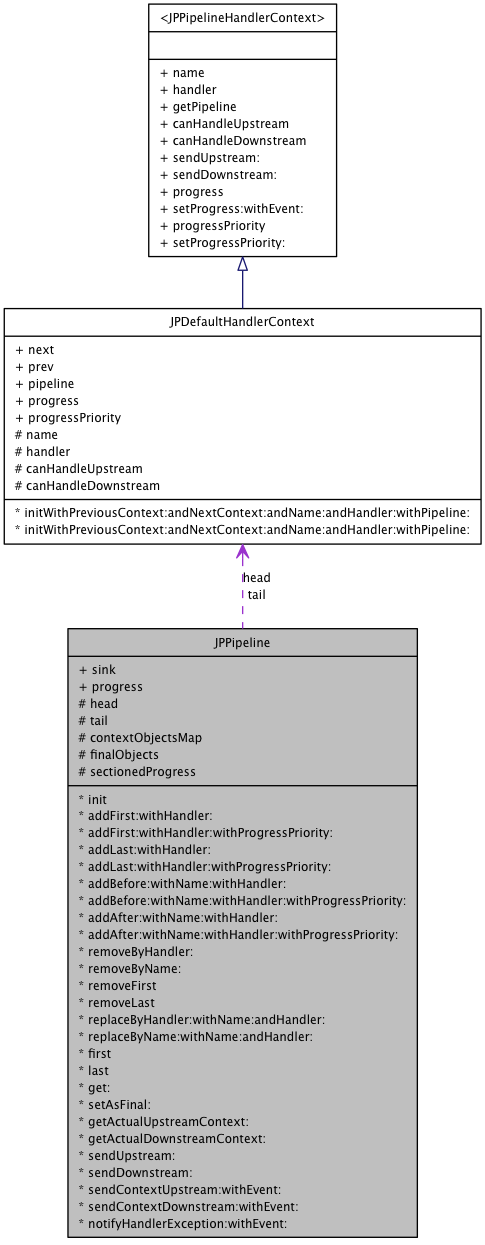 <JPPipelineHandlerContext>
+ name
+ handler
+ getPipeline
+ canHandleUpstream
+ canHandleDownstream
+ sendUpstream:
+ sendDownstream:
+ progress
+ setProgress:withEvent:
+ progressPriority
+ setProgressPriority:
JPDefaultHandlerContext
+ next
+ prev
+ pipeline
+ progress
+ progressPriority
# name
# handler
# canHandleUpstream
# canHandleDownstream
* initWithPreviousContext:andNextContext:andName:andHandler:withPipeline:
* initWithPreviousContext:andNextContext:andName:andHandler:withPipeline:
head
tail
JPPipeline
+ sink
+ progress
# head
# tail
# contextObjectsMap
# finalObjects
# sectionedProgress
* init
* addFirst:withHandler:
* addFirst:withHandler:withProgressPriority:
* addLast:withHandler:
* addLast:withHandler:withProgressPriority:
* addBefore:withName:withHandler:
* addBefore:withName:withHandler:withProgressPriority:
* addAfter:withName:withHandler:
* addAfter:withName:withHandler:withProgressPriority:
* removeByHandler:
* removeByName:
* removeFirst
* removeLast
* replaceByHandler:withName:andHandler:
* replaceByName:withName:andHandler:
* first
* last
* get:
* setAsFinal:
* getActualUpstreamContext:
* getActualDownstreamContext:
* sendUpstream:
* sendDownstream:
* sendContextUpstream:withEvent:
* sendContextDownstream:withEvent:
* notifyHandlerException:withEvent: